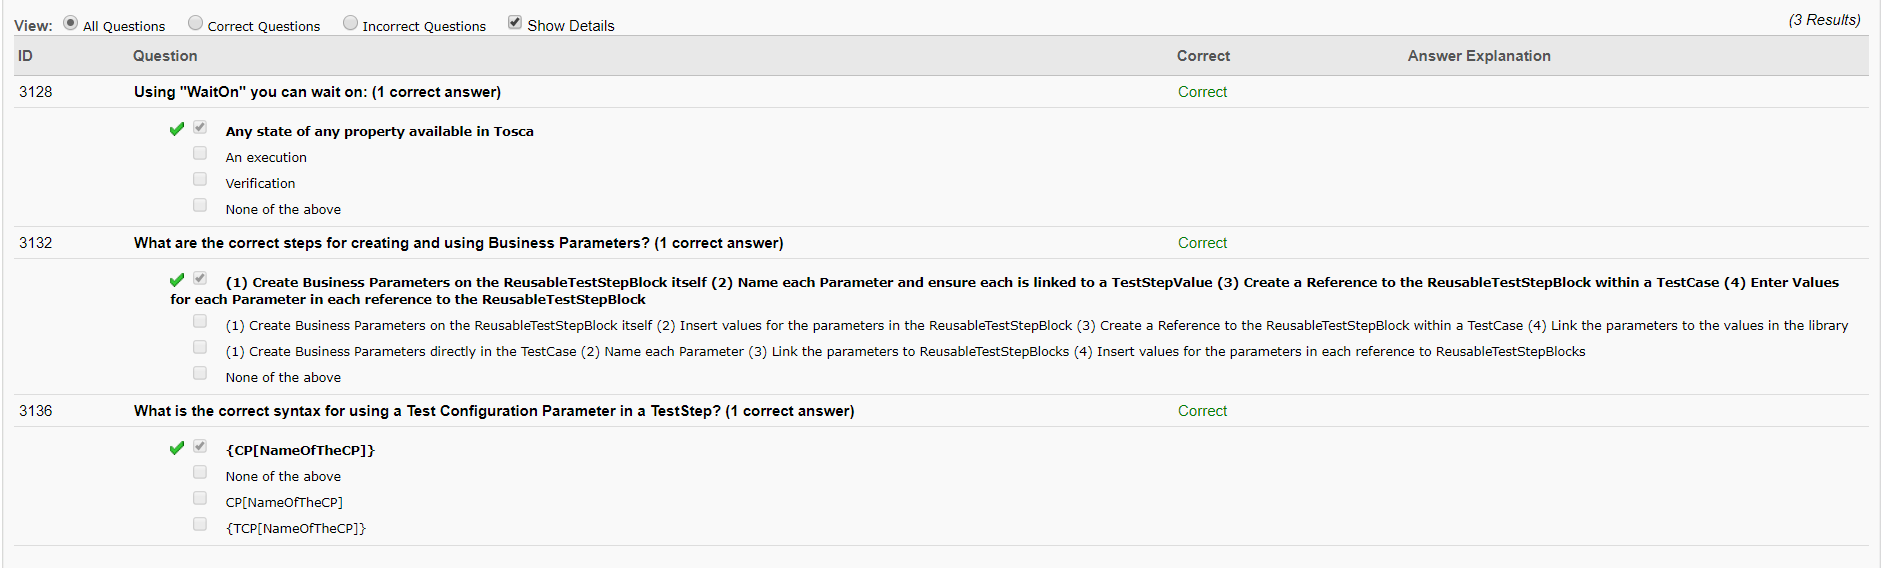 View: All Questions Correct Questions Incorrect Questions Show Details (3 Results)
ID Question Correct Answer Explanation
3128 Using "WaitOn" you can wait on: (1 correct answer) Correct
Any state of any property available in Tosca
An execution
Verification
None of the above
3132 What are the correct steps for creating and using Business Parameters? (1 correct answer) Correct
(1) Create Business Parameters on the ReusableTestStepBlock itself (2) Name each Parameter and ensure each is linked to a TestStepValue (3) Create a Reference to the ReusableTestStepBlock within a TestCase (4) Enter Values
for each Parameter in each reference to the ReusableTestStepBlock
(1) Create Business Parameters on the ReusableTestStepBlock itself (2) Insert values for the parameters in the ReusableTestStepBlock (3) Create a Reference to the ReusableTestStepBlock within a TestCase (4) Link the parameters to the values in the library
(1) Create Business Parameters directly in the TestCase (2) Name each Parameter (3) Link the parameters to ReusableTestStepBlocks (4) Insert values for the parameters in each reference to ReusableTestStepBlocks
None of the above
3136 What is the correct syntax for using a Test Configuration Parameter in a TestStep? (1 correct answer) Correct
{CP[NameOfTheCP]}
None of the above
CP[NameOfTheCP]
{TCP[NameOfTheCP]}